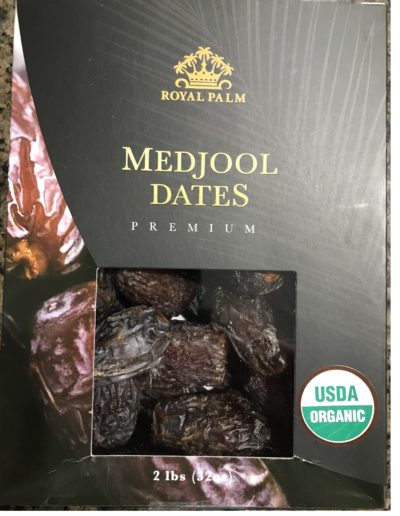 ROYAL PALM
MEDJOOL
DATES
PREMIUM
USDA
ORGANIC
2 lbs (32oz)